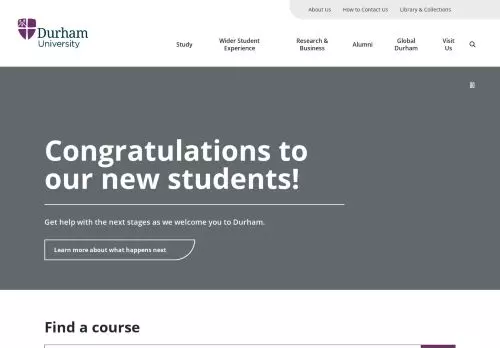 About Us How to Contact Us Library & Collections
Durham
University
Study
Wider Student
Experience
Research &
Business
Alumni
Global
Durham
Visit
Us
Congratulations to
our new students!
Get help with the next stages as we welcome you to Durham.
Learn more about what happens next
Find a course